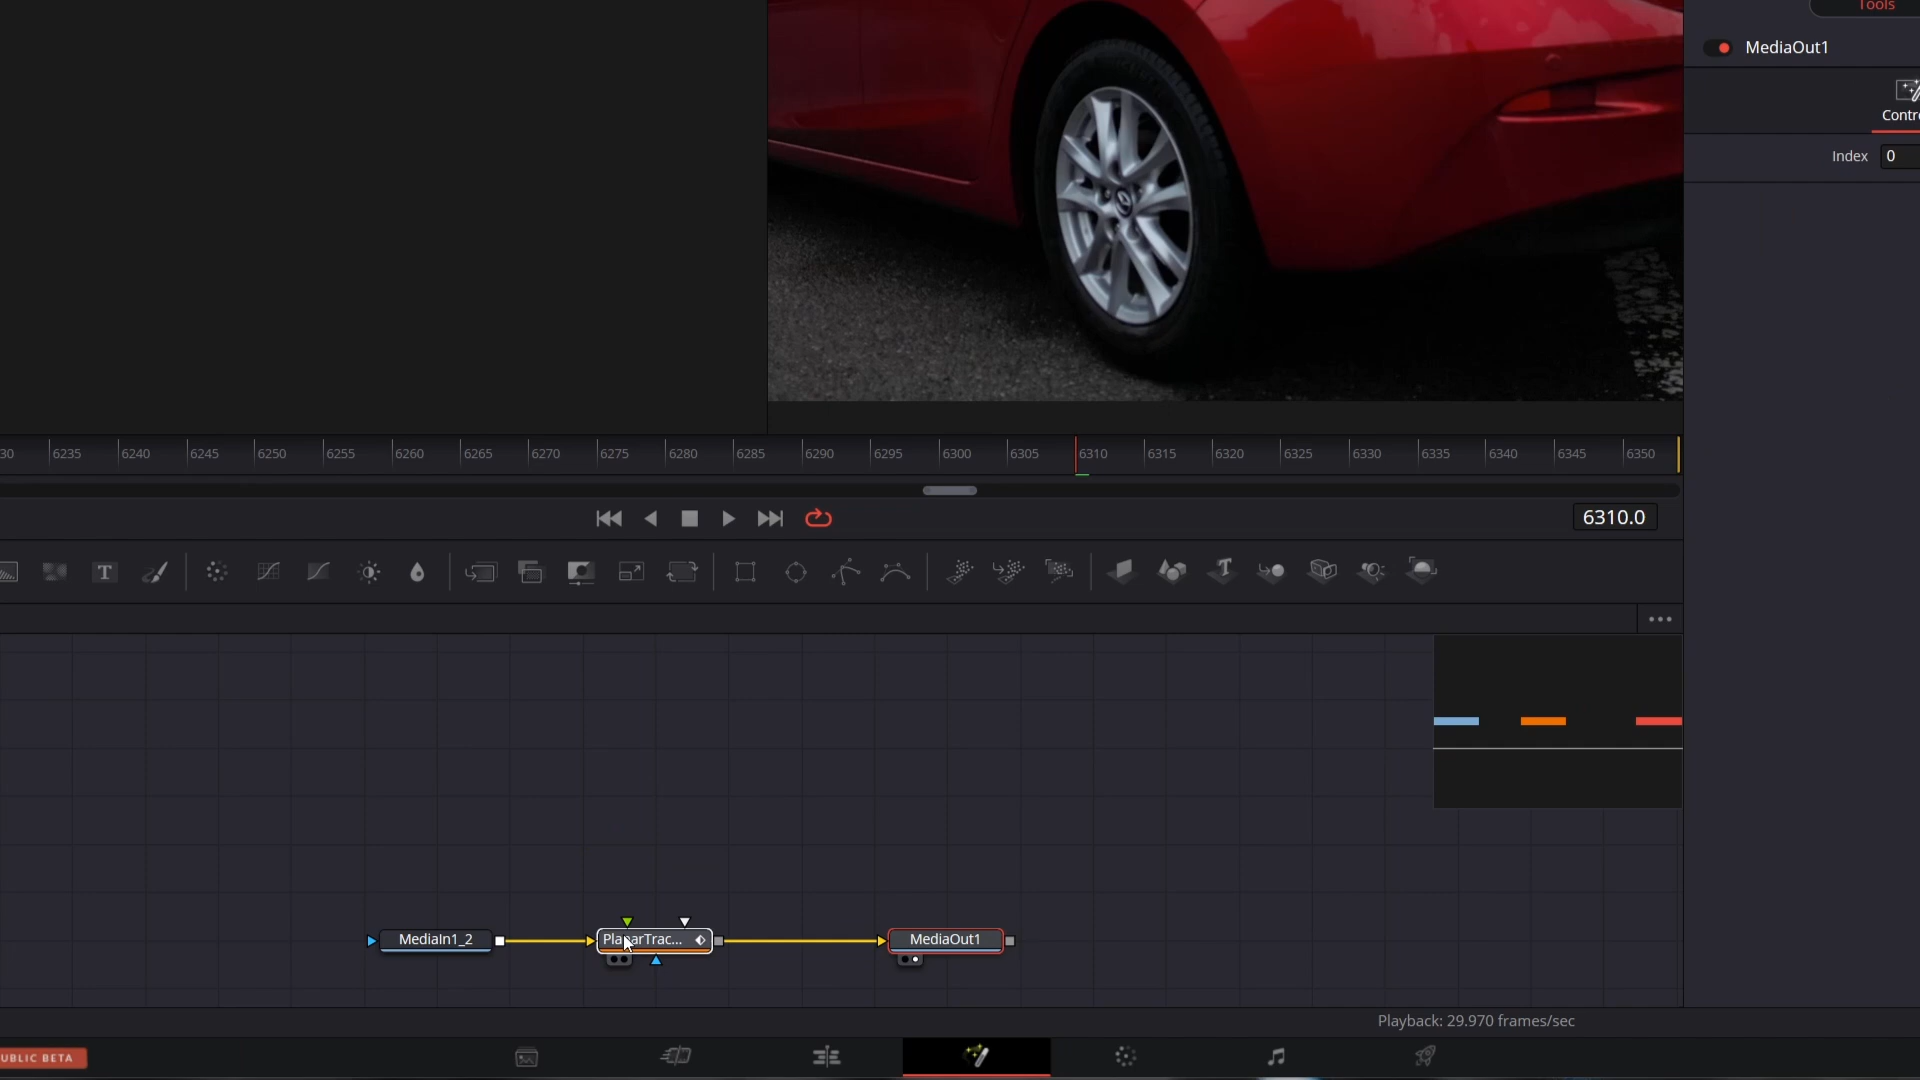 Tools
MediaOut1
Contr
Index 0
30 6235 6240 6245 6250 6255 6260 6265 6270 6275 6280 6285 6290 6295 6300 6305 6310 6315 6320 6325 6330 6335 6340 6345 6350
6310.0
T
MediaIn1_2
PlanarTrac...
MediaOut1
Playback: 29.970 frames/sec
UBLIC BETA